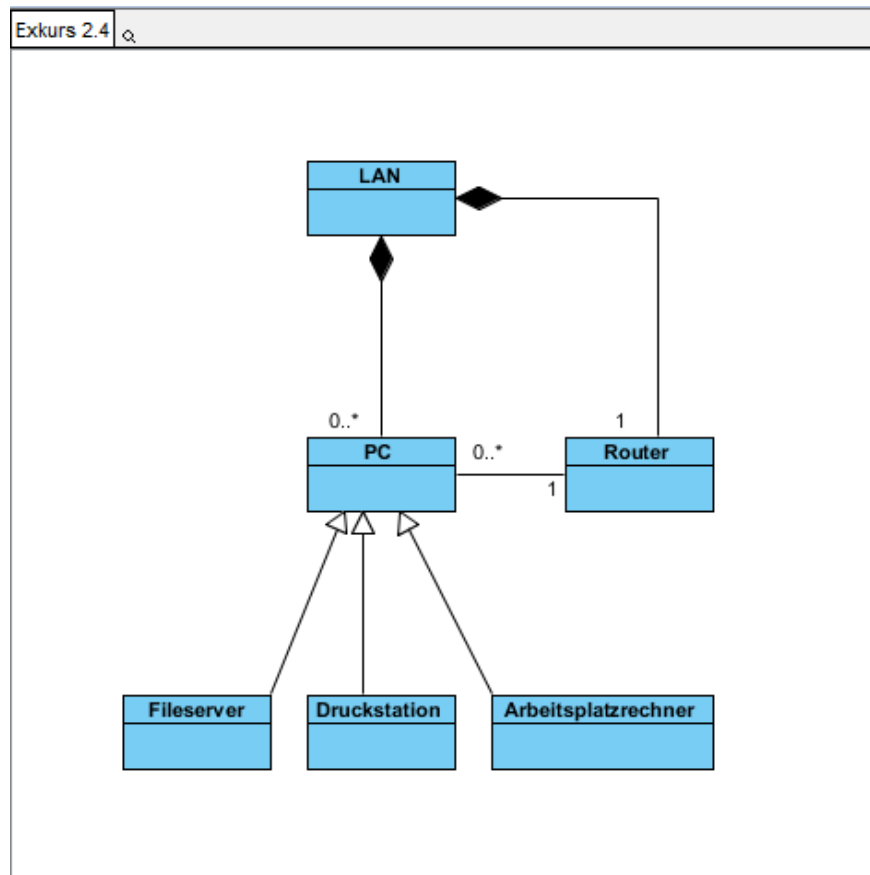 Exkurs 2.4
LAN
0..*
1
PC
0..*
Router
1
Fileserver
Druckstation
Arbeitsplatzrechner